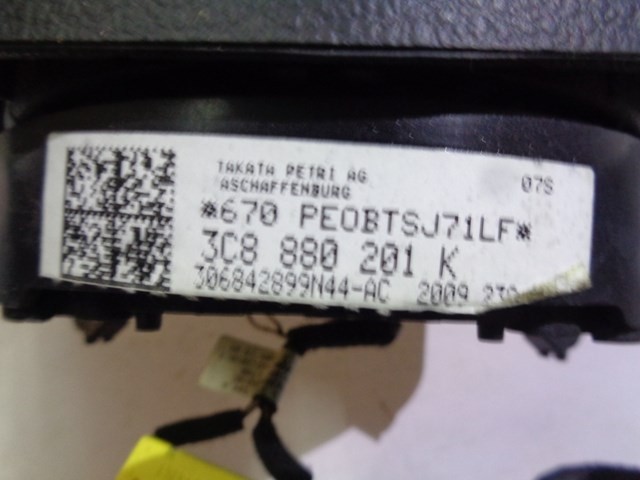 TAKATA PETRI AG
ASCHAFFENBURG
07S
*670 PEOBTSJ71LF*
3C8 880 201 K
306842899N44-AC 2009